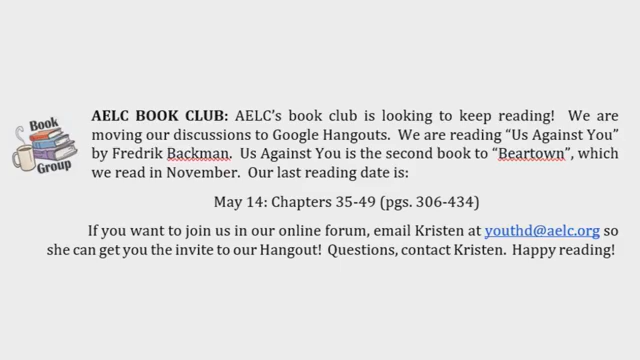 Book
Group
AELC BOOK CLUB: AELC's book club is looking to keep reading! We are
moving our discussions to Google Hangouts. We are reading “Us Against You”
by Fredrik Backman. Us Against You is the second book to “Beartown”, which
we read in November. Our last reading date is:
May 14: Chapters 35-49 (pgs. 306-434)
If you want to join us in our online forum, email Kristen at youthd@aelc.org so
she can get you the invite to our Hangout! Questions, contact Kristen. Happy reading!